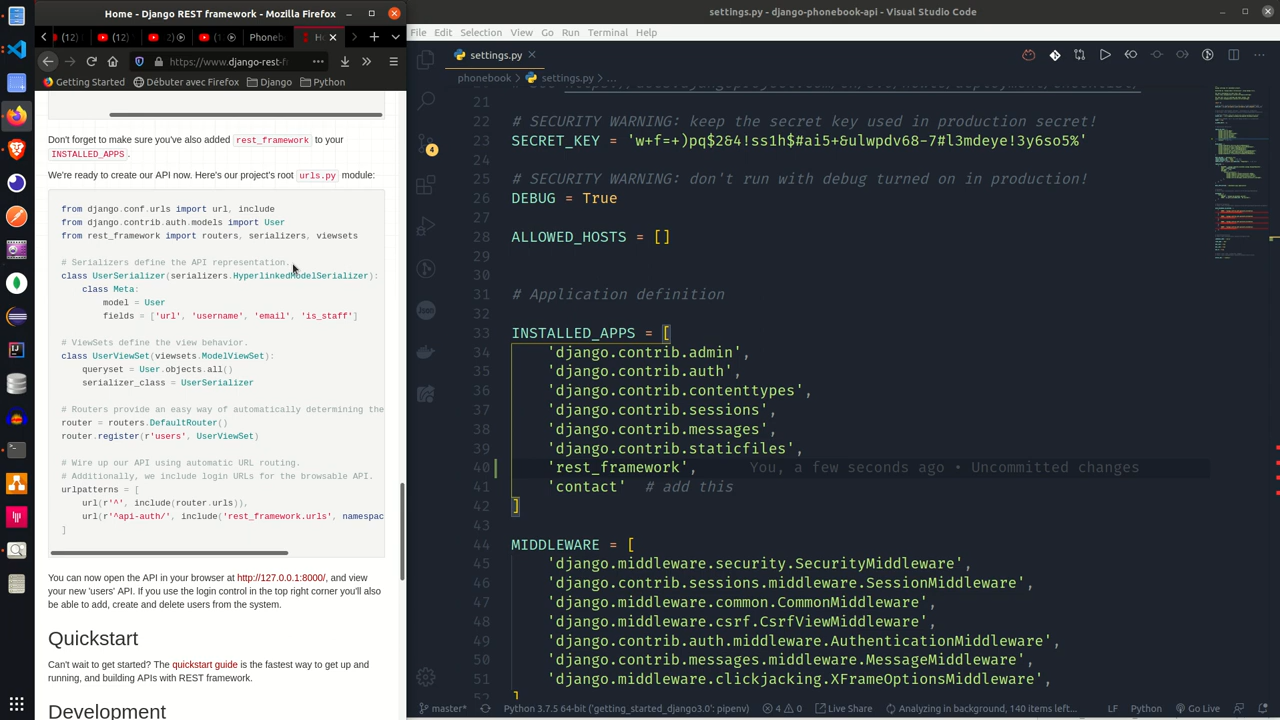 Home - Django REST framework - Mozilla Firefox
(12)
(12)
2)
(1
Phoneb
Ho
https://www.django-rest-f
Getting Started
Débuter avec Firefox
Django
Python
Don't forget to make sure you've also added rest_framework to your
INSTALLED_APPS.
We're ready to create our API now. Here's our project's root urls.py module:
from django.conf.urls import url, include
from django.contrib.auth.models import User
from rest_framework import routers, serializers, viewsets
# Serializers define the API representation.
class UserSerializer(serializers.HyperlinkedModelSerializer):
class Meta:
model = User
fields = ['url', 'username', 'email', 'is_staff']
# ViewSets define the view behavior.
class UserViewSet(viewsets.ModelViewSet):
queryset = User.objects.all()
serializer_class = UserSerializer
# Routers provide an easy way of automatically determining the
router = routers.DefaultRouter()
router.register(r'users', UserViewSet)
# Wire up our API using automatic URL routing.
# Additionally, we include login URLs for the browsable API.
urlpatterns = [
url(r'^', include(router.urls)),
url(r'^api-auth/', include('rest_framework.urls', namespac
]
You can now open the API in your browser at http://127.0.0.1:8000/, and view
your new 'users' API. If you use the login control in the top right corner you'll also
be able to add, create and delete users from the system.
Quickstart
Can't wait to get started? The quickstart guide is the fastest way to get up and
running, and building APIs with REST framework.
Development
settings.py - django-phonebook-api - Visual Studio Code
File Edit Selection View Go Run Terminal Help
settings.py
phonebook > settings.py > ...
4
21
22 # SECURITY WARNING: keep the secret key used in production secret!
23 SECRET_KEY = 'w+f=+)pq$2&4!ss1h$#ai5+&ulwpdv68-7#l3mdeye!3y6so5%'
24
25 # SECURITY WARNING: don't run with debug turned on in production!
26 DEBUG = True
27
28 ALLOWED_HOSTS = []
29
30
31 # Application definition
32
33 INSTALLED_APPS = [
34 'django.contrib.admin',
35 'django.contrib.auth',
36 'django.contrib.contenttypes',
37 'django.contrib.sessions',
38 'django.contrib.messages',
39 'django.contrib.staticfiles',
40 'rest_framework', You, a few seconds ago • Uncommitted changes
41 'contact' # add this
42 ]
43
44 MIDDLEWARE = [
45 'django.middleware.security.SecurityMiddleware',
46 'django.contrib.sessions.middleware.SessionMiddleware',
47 'django.middleware.common.CommonMiddleware',
48 'django.middleware.csrf.CsrfViewMiddleware',
49 'django.contrib.auth.middleware.AuthenticationMiddleware',
50 'django.contrib.messages.middleware.MessageMiddleware',
51 'django.middleware.clickjacking.XFrameOptionsMiddleware',
52 ]
master* Python 3.7.5 64-bit ('getting_started_django3.0': pipenv) 4 0 Live Share Analyzing in background, 140 items left... LF Python Go Live